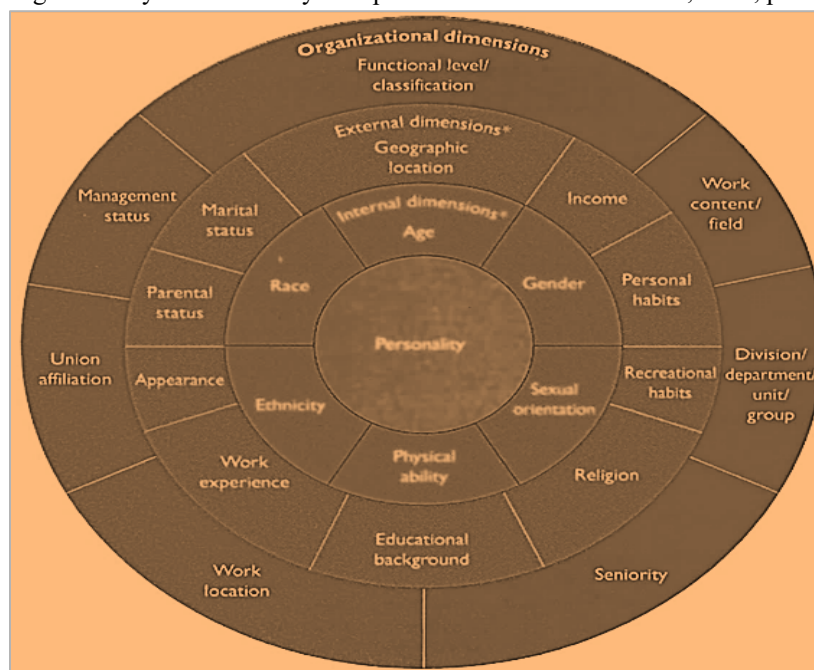 Organizational dimensions
Functional level/
classification
External dimensions*
Geographic
location
Internal dimensions*
Age
Management
status
Marital
status
Income
Work
content/
field
Race
Gender
Parental
status
Personal
habits
Personality
Union
affiliation
Appearance
Ethnicity
Sexual
orientation
Recreational
habits
Division/
department/
unit/
group
Work
experience
Physical
ability
Religion
Educational
background
Work
location
Seniority